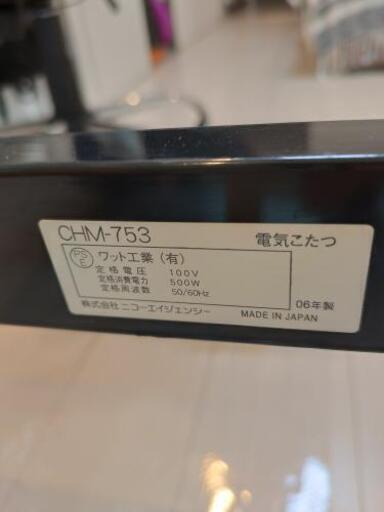 CHM-753 電気こたつ
PS
E ワット工業(有)
定格電圧 100V
定格消費電力 500W
定格周波数 50/60Hz
06年製
株式会社ニコーエイジェンシー MADE IN JAPAN